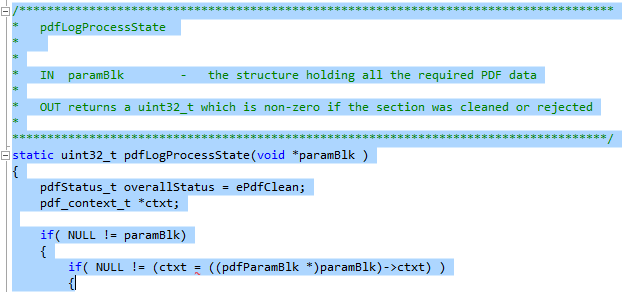 /******************************************************************************
*   pdfLogProcessState
*
*
*   IN  paramBlk      -   the structure holding all the required PDF data
*
*   OUT returns a uint32_t which is non-zero if the section was cleaned or rejected
*
******************************************************************************/
static uint32_t pdfLogProcessState(void *paramBlk )
{
    pdfStatus_t overallStatus = ePdfClean;
    pdf_context_t *ctxt;

    if( NULL != paramBlk)
    {
        if( NULL != (ctxt = ((pdfParamBlk *)paramBlk)->ctxt) )
        {